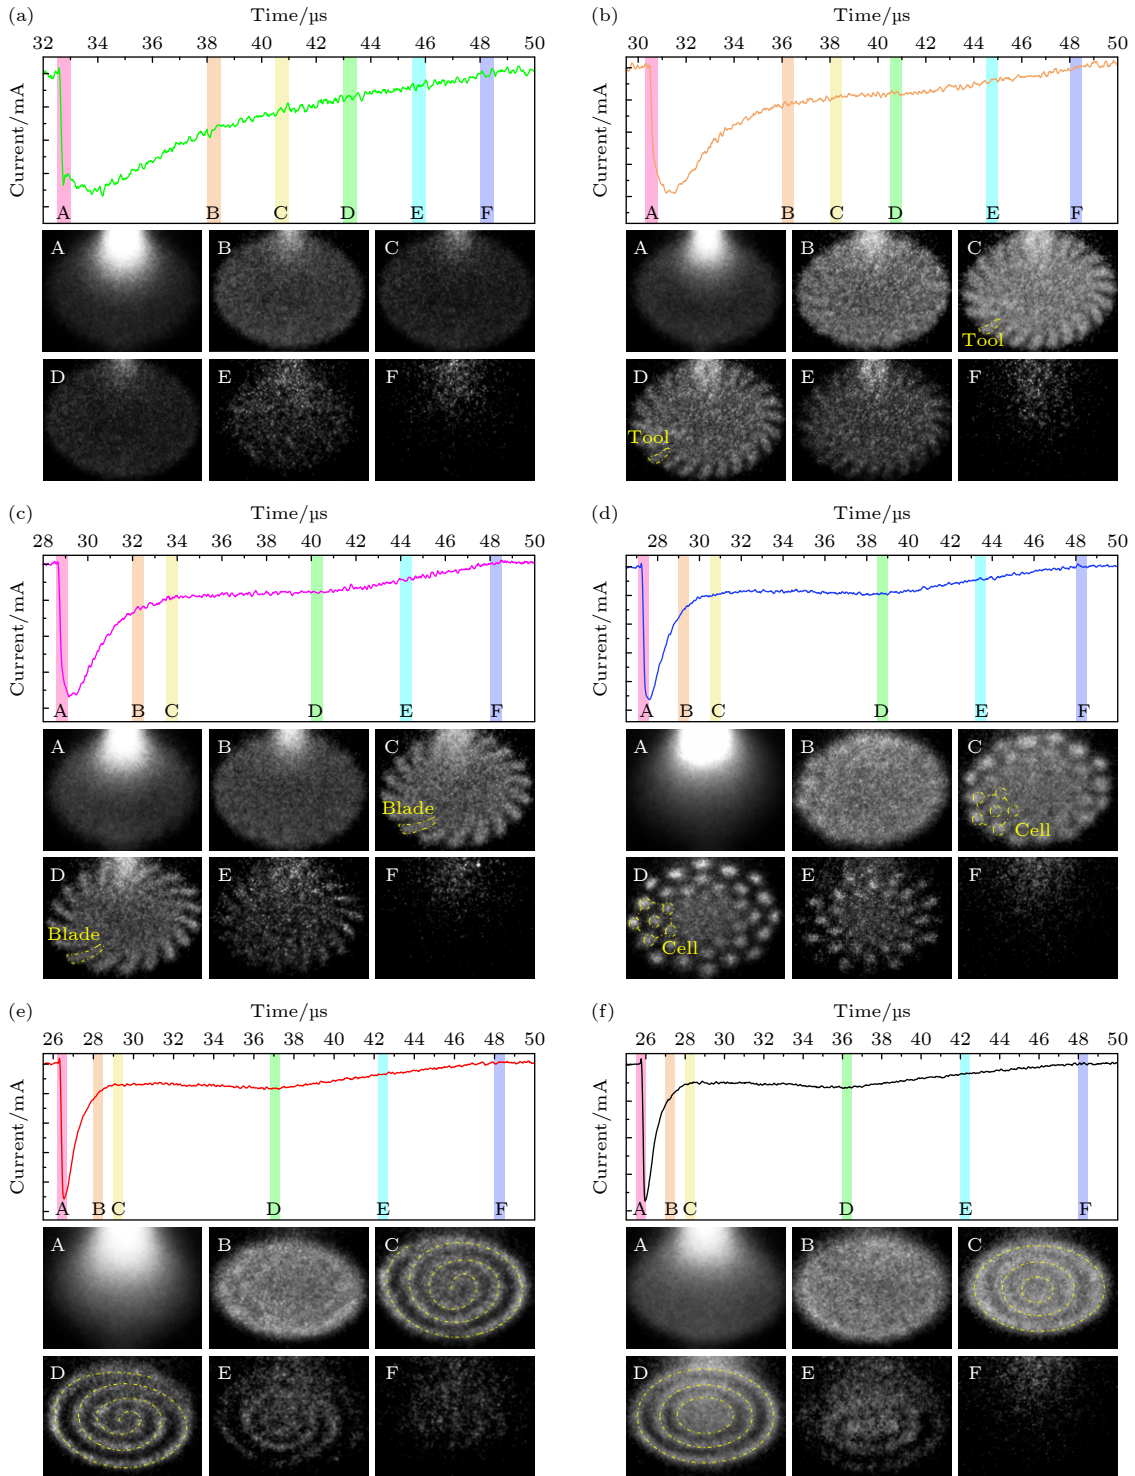 (a)
Time/μs
32 34 36 38 40 42 44 46 48 50
Current/mA
A B C D E F
A B C
D E F
(b)
Time/μs
30 32 34 36 38 40 42 44 46 48 50
Current/mA
A B C D E F
A B C
Tool
D E F
Tool
(c)
Time/μs
28 30 32 34 36 38 40 42 44 46 48 50
Current/mA
A B C D E F
A B C
Blade
D E F
Blade
(d)
Time/μs
28 30 32 34 36 38 40 42 44 46 48 50
Current/mA
A B C D E F
A B C
Cell
D E F
Cell
(e)
Time/μs
26 28 30 32 34 36 38 40 42 44 46 48 50
Current/mA
A B C D E F
A B C
D E F
(f)
Time/μs
26 28 30 32 34 36 38 40 42 44 46 48 50
Current/mA
A B C D E F
A B C
D E F